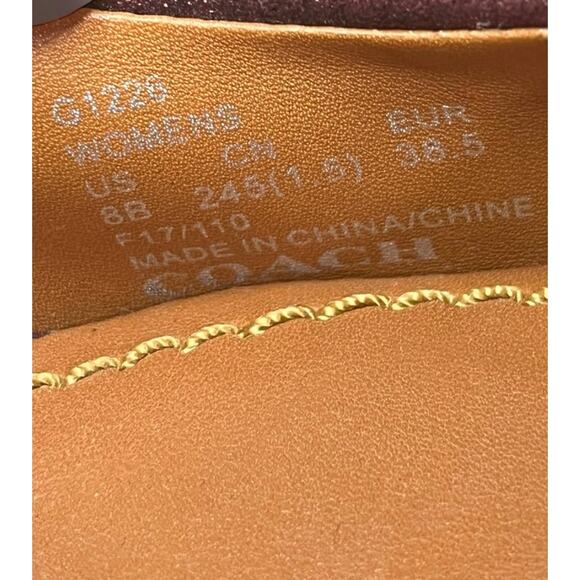 G1226
WOMENS
US CN EUR
8B 245(1.5) 38.5
F17/110
MADE IN CHINA/CHINE
COACH